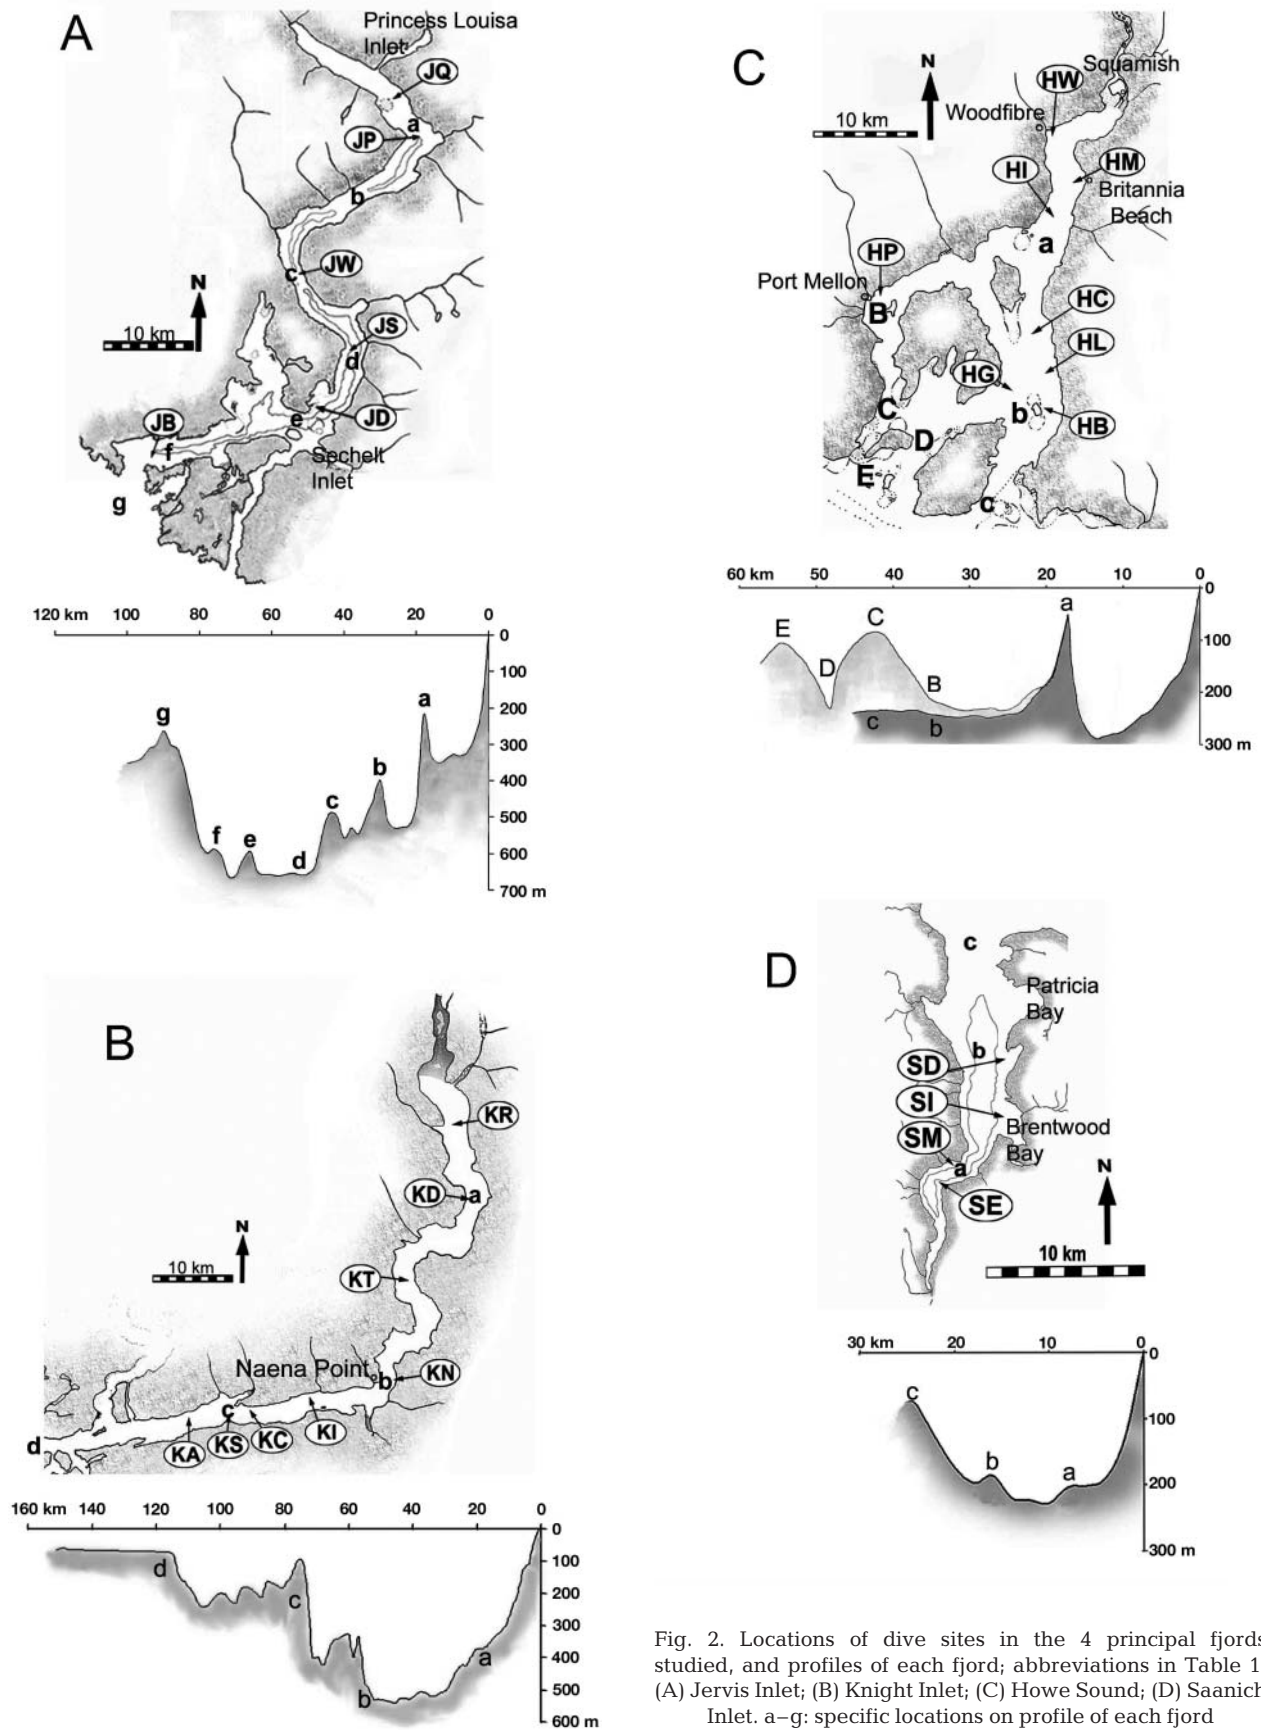 A
Princess Louisa
Inlet
JQ
a
JP
b
c
JW
N
10 km
JS
d
JB
JD
e
f
Sechelt
Inlet
g
120 km 100 80 60 40 20 0
0
100
200
300
400
500
600
700 m
a
g
b
c
f
e
d
B
KR
KD
a
N
10 km
KT
Naena Point
b
KN
c
d
KA
KS
KC
KI
160 km 140 120 100 80 60 40 20 0
0
100
200
300
400
500
600 m
d
c
a
b
C
N
HW
Squamish
Woodfibre
10 km
HI
HM
Britannia
Beach
HP
a
Port Mellon
B
HC
HL
HG
C
b
HB
D
E
c
60 km 50 40 30 20 10
0
100
200
300 m
a
E
C
D
B
c
b
D
c
Patricia
Bay
b
SD
SI
Brentwood
Bay
SM
a
SE
N
10 km
30 km 20 10 0
0
100
200
300 m
c
b
a
Fig. 2. Locations of dive sites in the 4 principal fjords
studied, and profiles of each fjord; abbreviations in Table 1.
(A) Jervis Inlet; (B) Knight Inlet; (C) Howe Sound; (D) Saanich
Inlet. a–g: specific locations on profile of each fjord